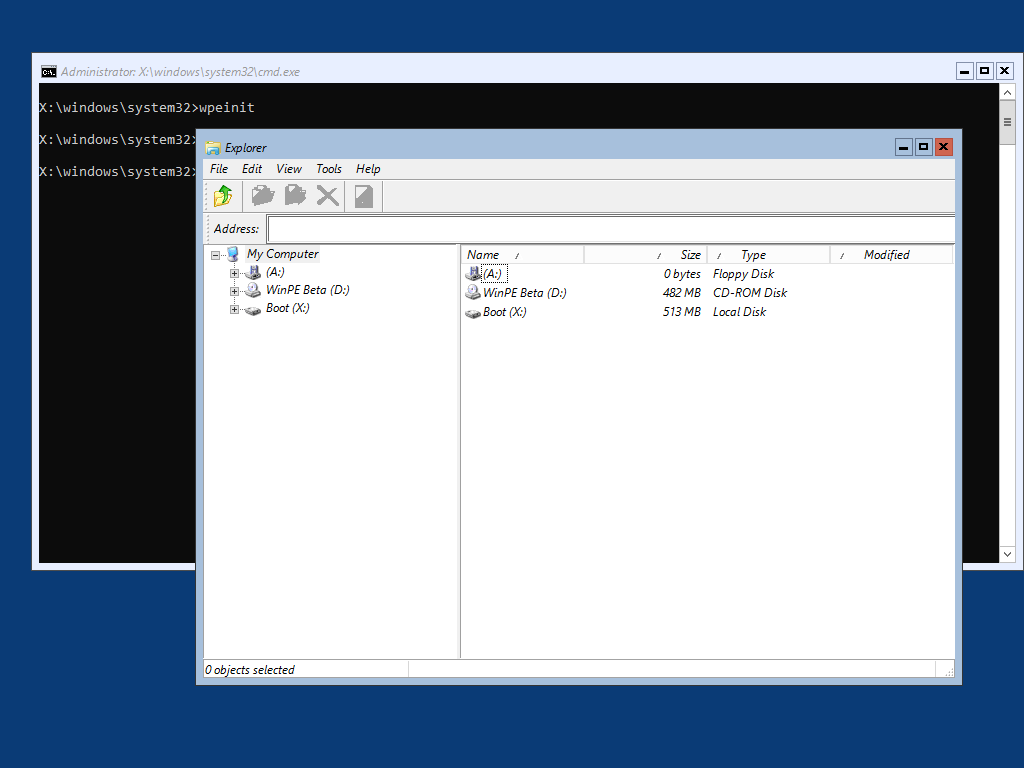 Administrator: X:\windows\system32\cmd.exe
X:\windows\system32>wpeinit
X:\windows\system32>
X:\windows\system32>
Explorer
File Edit View Tools Help
Address:
My Computer
(A:)
WinPE Beta (D:)
Boot (X:)
Name / / Size / Type / Modified
(A:) 0 bytes Floppy Disk
WinPE Beta (D:) 482 MB CD-ROM Disk
Boot (X:) 513 MB Local Disk
0 objects selected